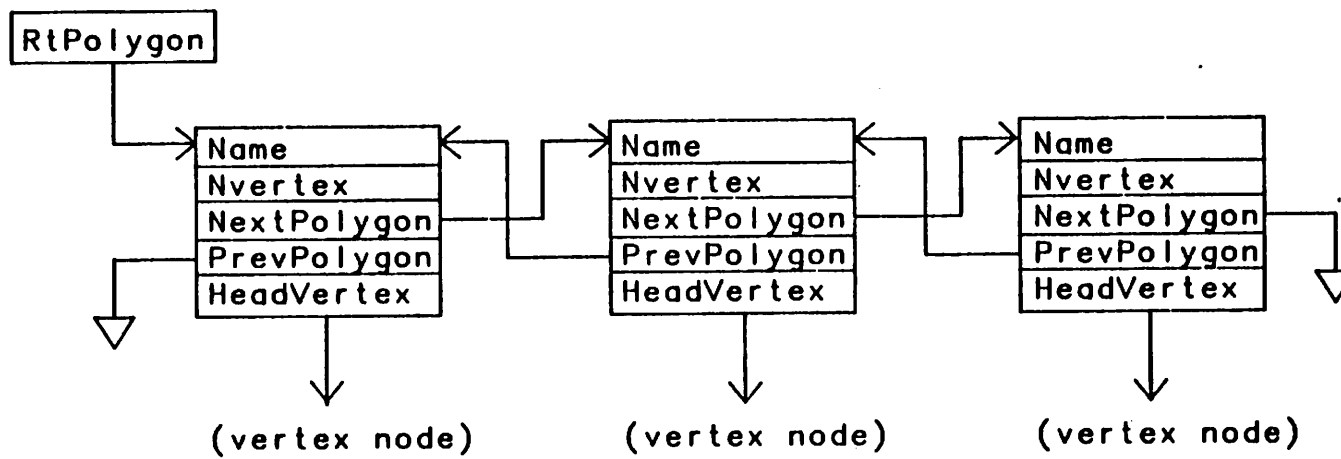 RtPolygon
Name
Nvertex
NextPolygon
PrevPolygon
HeadVertex
(vertex node)
Name
Nvertex
NextPolygon
PrevPolygon
HeadVertex
(vertex node)
Name
Nvertex
NextPolygon
PrevPolygon
HeadVertex
(vertex node)